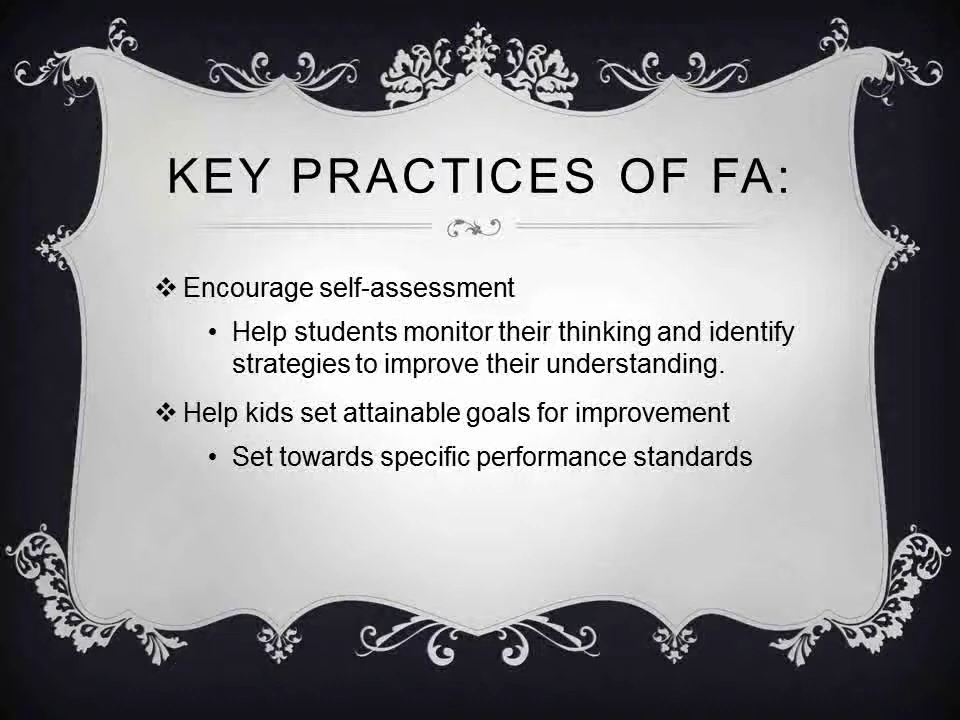 KEY PRACTICES OF FA:
❖ Encourage self-assessment
• Help students monitor their thinking and identify
strategies to improve their understanding.
❖ Help kids set attainable goals for improvement
• Set towards specific performance standards